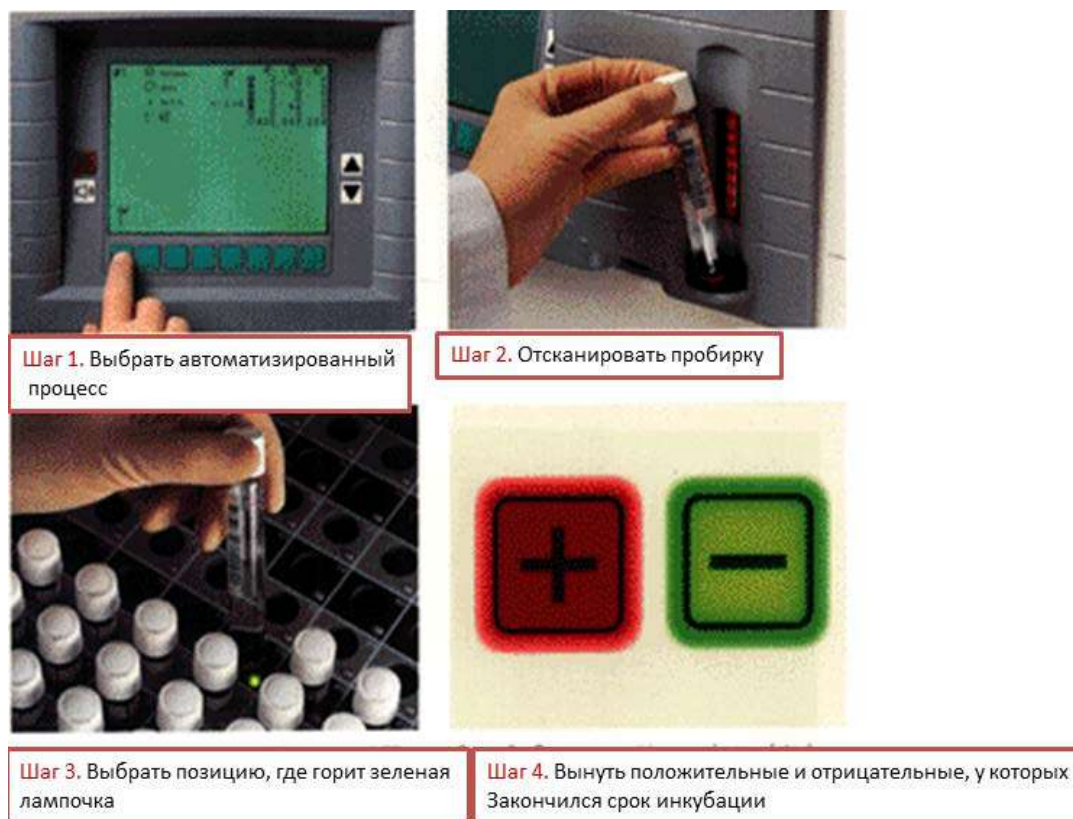 Шаг 1. Выбрать автоматизированный
процесс
Шаг 2. Отсканировать пробирку
Шаг 3. Выбрать позицию, где горит зеленая
лампочка
Шаг 4. Вынуть положительные и отрицательные, у которых
Закончился срок инкубации